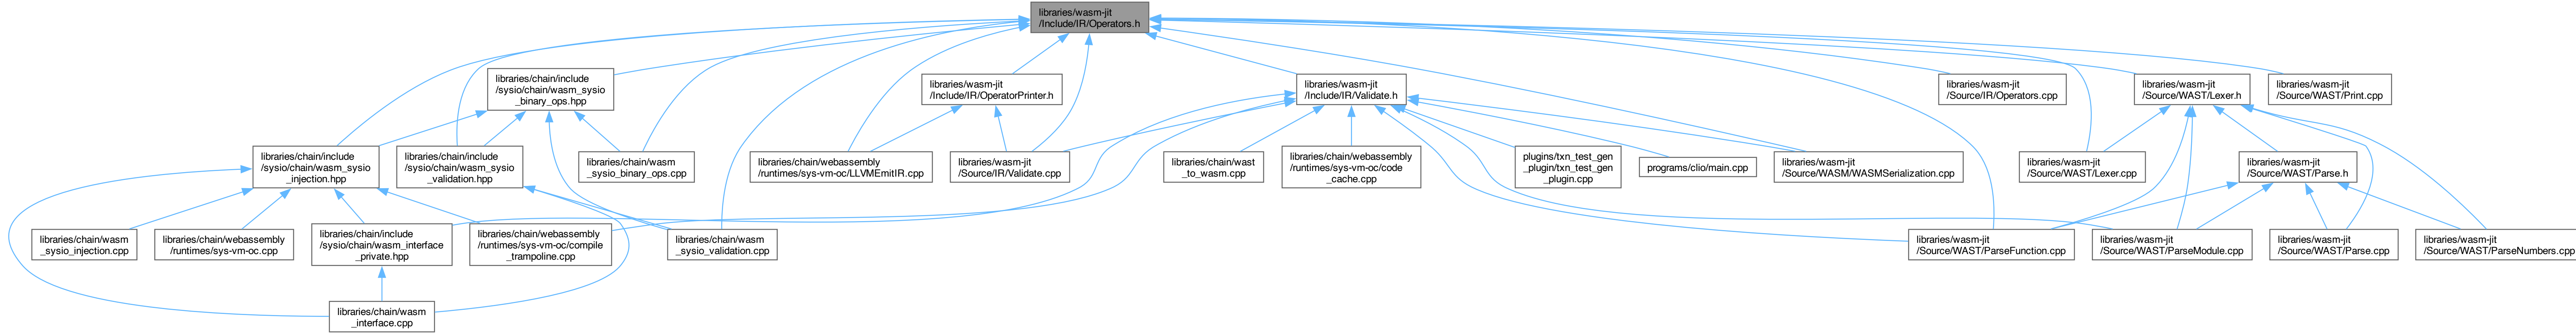 libraries/wasm-jit
/Include/IR/Operators.h
libraries/chain/include
/sysio/chain/wasm_sysio
_binary_ops.hpp
libraries/wasm-jit
/Include/IR/OperatorPrinter.h
libraries/wasm-jit
/Include/IR/Validate.h
libraries/wasm-jit
/Source/IR/Operators.cpp
libraries/wasm-jit
/Source/WAST/Lexer.h
libraries/wasm-jit
/Source/WAST/Print.cpp
libraries/chain/include
/sysio/chain/wasm_sysio
_injection.hpp
libraries/chain/include
/sysio/chain/wasm_sysio
_validation.hpp
libraries/chain/wasm
_sysio_binary_ops.cpp
libraries/chain/webassembly
/runtimes/sys-vm-oc/LLVMEmitIR.cpp
libraries/wasm-jit
/Source/IR/Validate.cpp
libraries/chain/wast
_to_wasm.cpp
libraries/chain/webassembly
/runtimes/sys-vm-oc/code
_cache.cpp
plugins/txn_test_gen
_plugin/txn_test_gen
_plugin.cpp
programs/clio/main.cpp
libraries/wasm-jit
/Source/WASM/WASMSerialization.cpp
libraries/wasm-jit
/Source/WAST/Lexer.cpp
libraries/wasm-jit
/Source/WAST/Parse.h
libraries/chain/wasm
_sysio_injection.cpp
libraries/chain/webassembly
/runtimes/sys-vm-oc.cpp
libraries/chain/include
/sysio/chain/wasm_interface
_private.hpp
libraries/chain/webassembly
/runtimes/sys-vm-oc/compile
_trampoline.cpp
libraries/chain/wasm
_sysio_validation.cpp
libraries/wasm-jit
/Source/WAST/ParseFunction.cpp
libraries/wasm-jit
/Source/WAST/ParseModule.cpp
libraries/wasm-jit
/Source/WAST/Parse.cpp
libraries/wasm-jit
/Source/WAST/ParseNumbers.cpp
libraries/chain/wasm
_interface.cpp